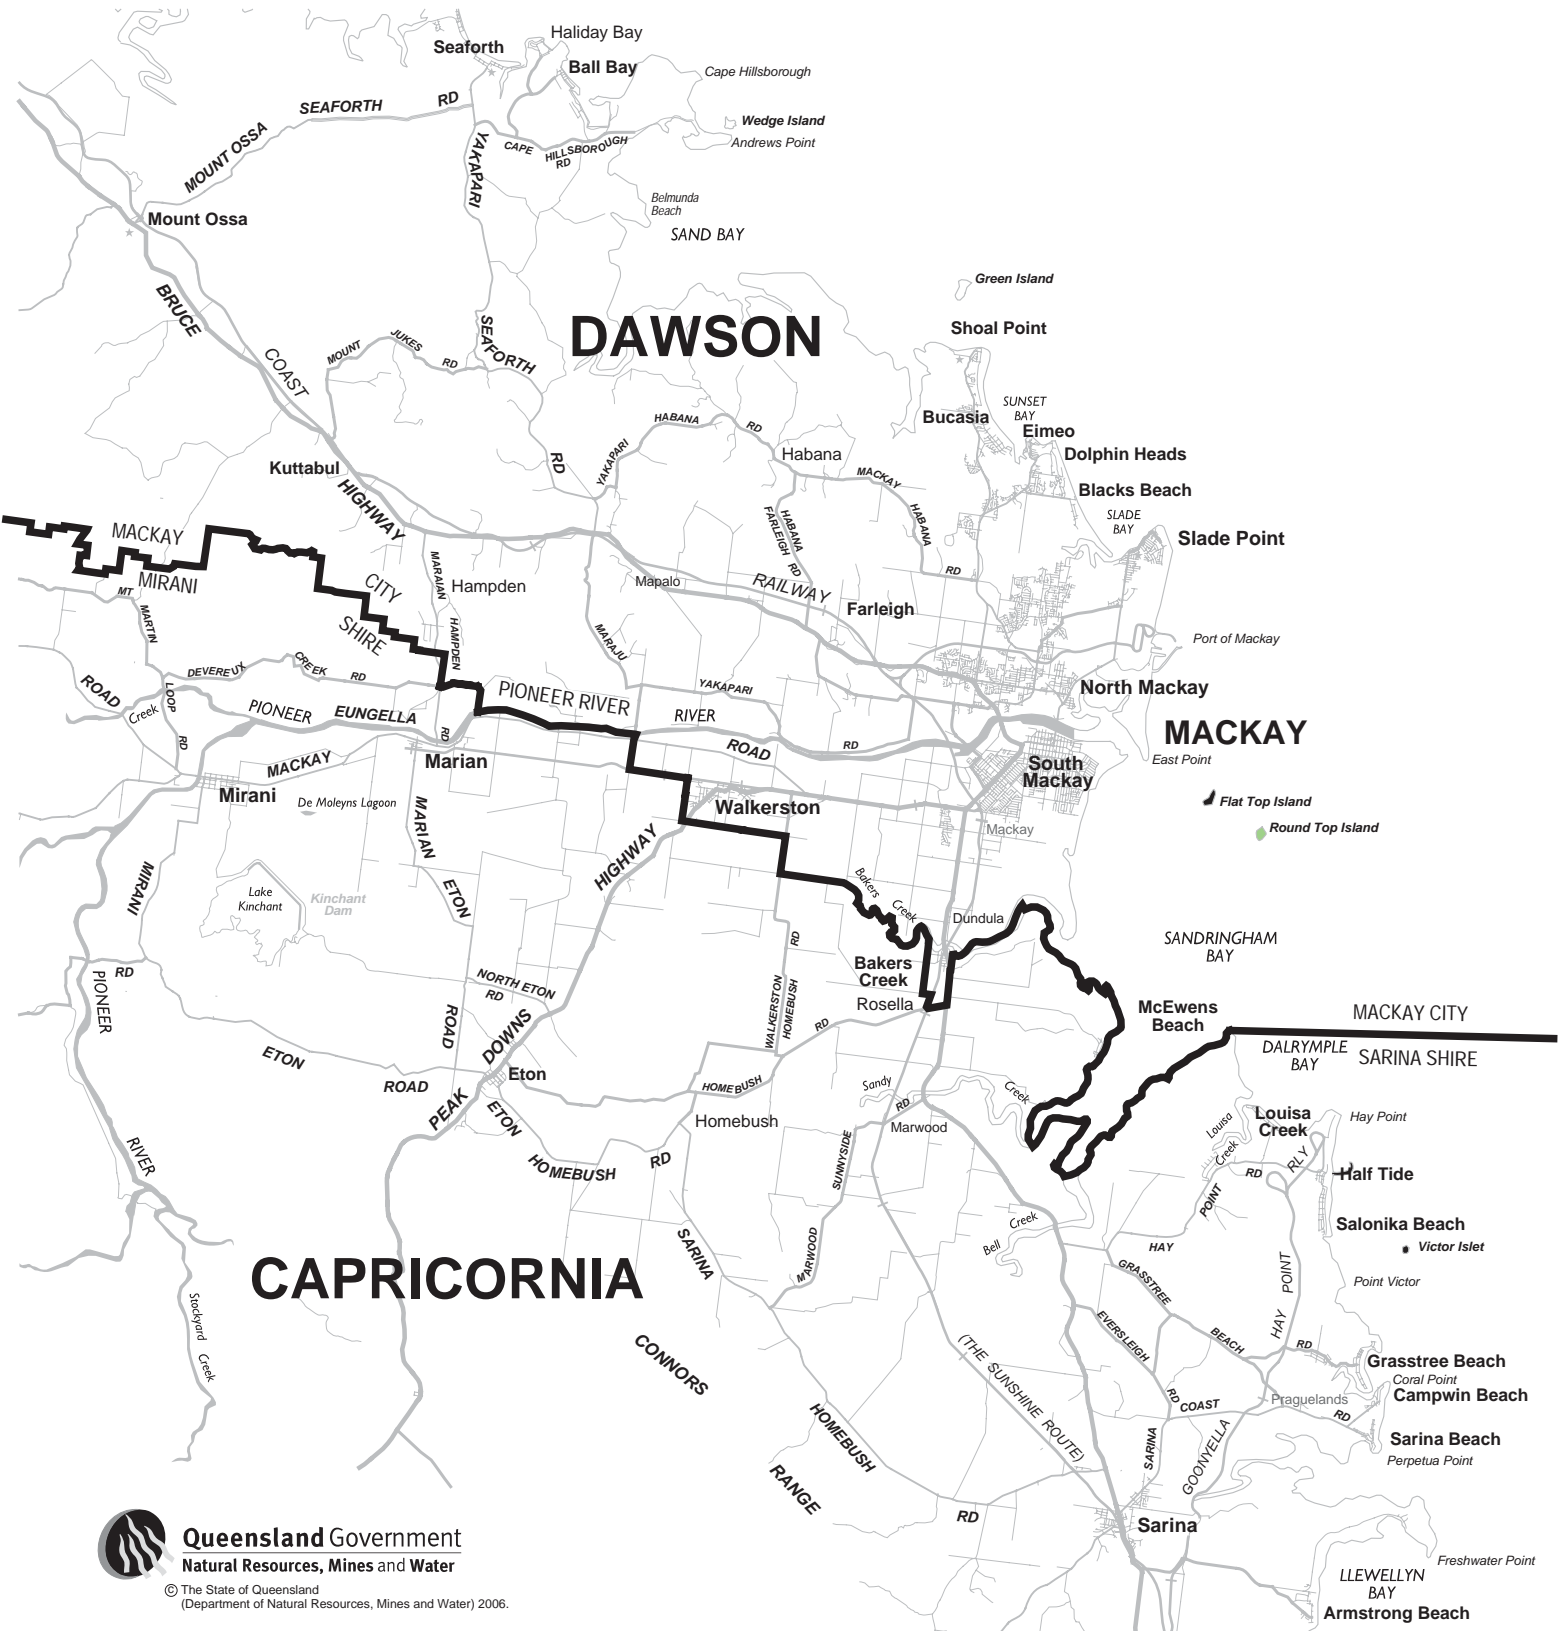 Haliday Bay
Seaforth
Ball Bay
Cape Hillsborough
SEAFORTH
RD
Wedge Island
MOUNT OSSA
YAKAPARI
CAPE
HILLSBOROUGH
RD
Andrews Point
Belmunda
Beach
Mount Ossa
SAND BAY
Green Island
BRUCE
DAWSON
Shoal Point
SEAFORTH
MOUNT
JUKES
RD
COAST
SUNSET
BAY
Bucasia
HABANA
RD
Eimeo
Habana
Dolphin Heads
YAKAPARI
RD
Kuttabul
MACKAY
Blacks Beach
HIGHWAY
HABANA
FARLEIGH RD
HABANA
SLADE
BAY
Slade Point
MACKAY
MIRANI
CITY
SHIRE
MARAIAN
Hampden
Mapalo
RAILWAY
RD
MT
MARTIN
Farleigh
HAMPDEN
MARAJU
Port of Mackay
DEVEREUX
CREEK
RD
ROAD
LOOP
RD
Creek
PIONEER
EUNGELLA
RD
PIONEER RIVER
YAKAPARI
RIVER
North Mackay
MACKAY
ROAD
RD
East Point
Marian
MACKAY
South
Mackay
Mirani
De Moleyns Lagoon
Walkerston
Flat Top Island
Round Top Island
Mackay
MARIAN
HIGHWAY
MIRANI
ETON
Lake
Kinchant
Kinchant
Dam
Bakers
Creek
Dundula
SANDRINGHAM
BAY
RD
Bakers
Creek
PIONEER
RD
NORTH ETON
RD
WALKERSTON
HOMEBUSH
Rosella
McEwens
Beach
MACKAY CITY
ROAD
DOWNS
RD
DALRYMPLE
BAY
SARINA SHIRE
ETON
ROAD
Eton
HOMEBUSH
Sandy
Creek
RD
PEAK
ETON
Homebush
Marwood
Louisa
Creek
Louisa
Creek
Hay Point
RIVER
HOMEBUSH
RD
SUNNYSIDE
RD
RLY
Half Tide
POINT
Creek
Bell
Salonika Beach
SARINA
MARWOOD
HAY
Victor Islet
CAPRICORNIA
GRASSTREE
HAY POINT
Point Victor
Stockyard
Creek
EVERSLEIGH
BEACH
RD
CONNORS
(THE SUNSHINE ROUTE)
Grasstree Beach
Coral Point
RD
COAST
Praguelands
Campwin Beach
RD
HOMEBUSH
SARINA
GOONYELLA
Sarina Beach
Perpetua Point
RANGE
RD
Sarina
Queensland Government
Natural Resources, Mines and Water
Freshwater Point
LLEWELLYN
BAY
© The State of Queensland
(Department of Natural Resources, Mines and Water) 2006.
Armstrong Beach